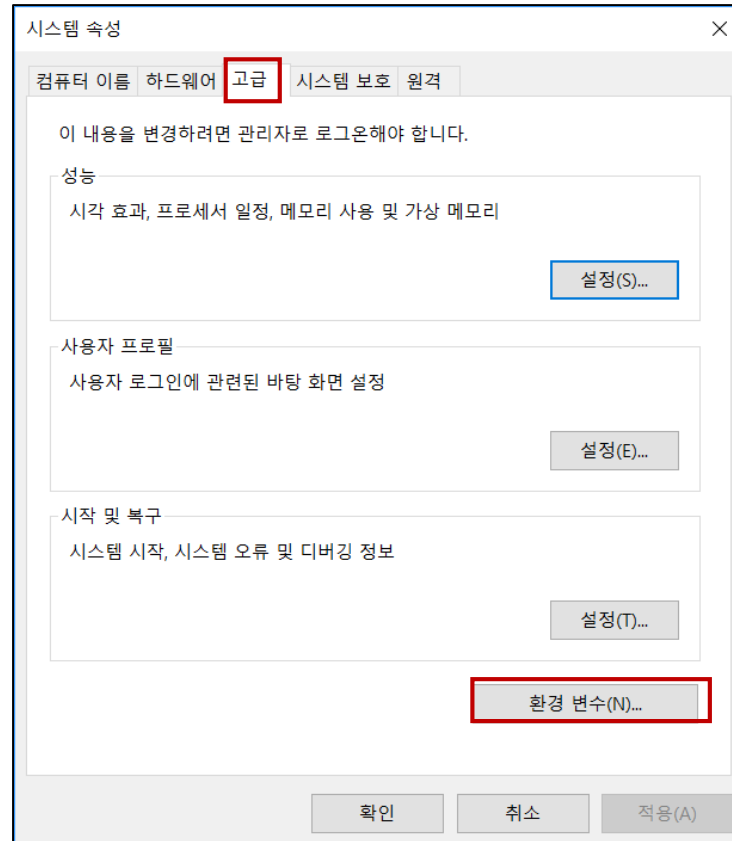 시스템 속성
컴퓨터 이름 하드웨어 고급 시스템 보호 원격
이 내용을 변경하려면 관리자로 로그온해야 합니다.
성능
시각 효과, 프로세서 일정, 메모리 사용 및 가상 메모리
설정(S)...
사용자 프로필
사용자 로그인에 관련된 바탕 화면 설정
설정(E)...
시작 및 복구
시스템 시작, 시스템 오류 및 디버깅 정보
설정(T)...
환경 변수(N)...
확인 취소 적용(A)